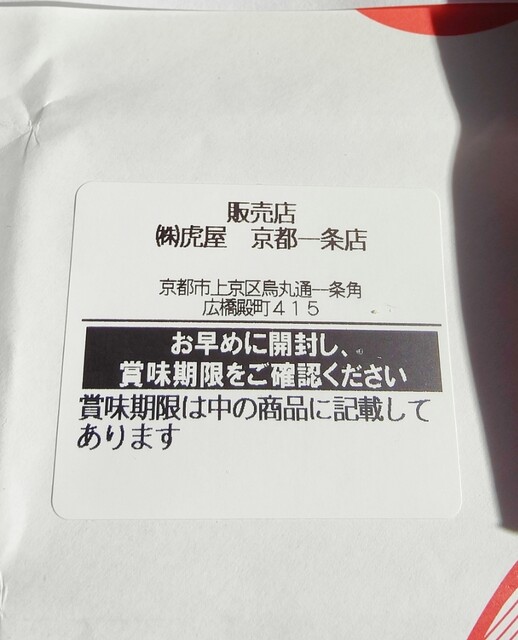 販売店
㈱虎屋　京都一条店
京都市上京区烏丸通一条角
広橋殿町４１５
お早めに開封し、
賞味期限をご確認ください
賞味期限は中の商品に記載して
あります